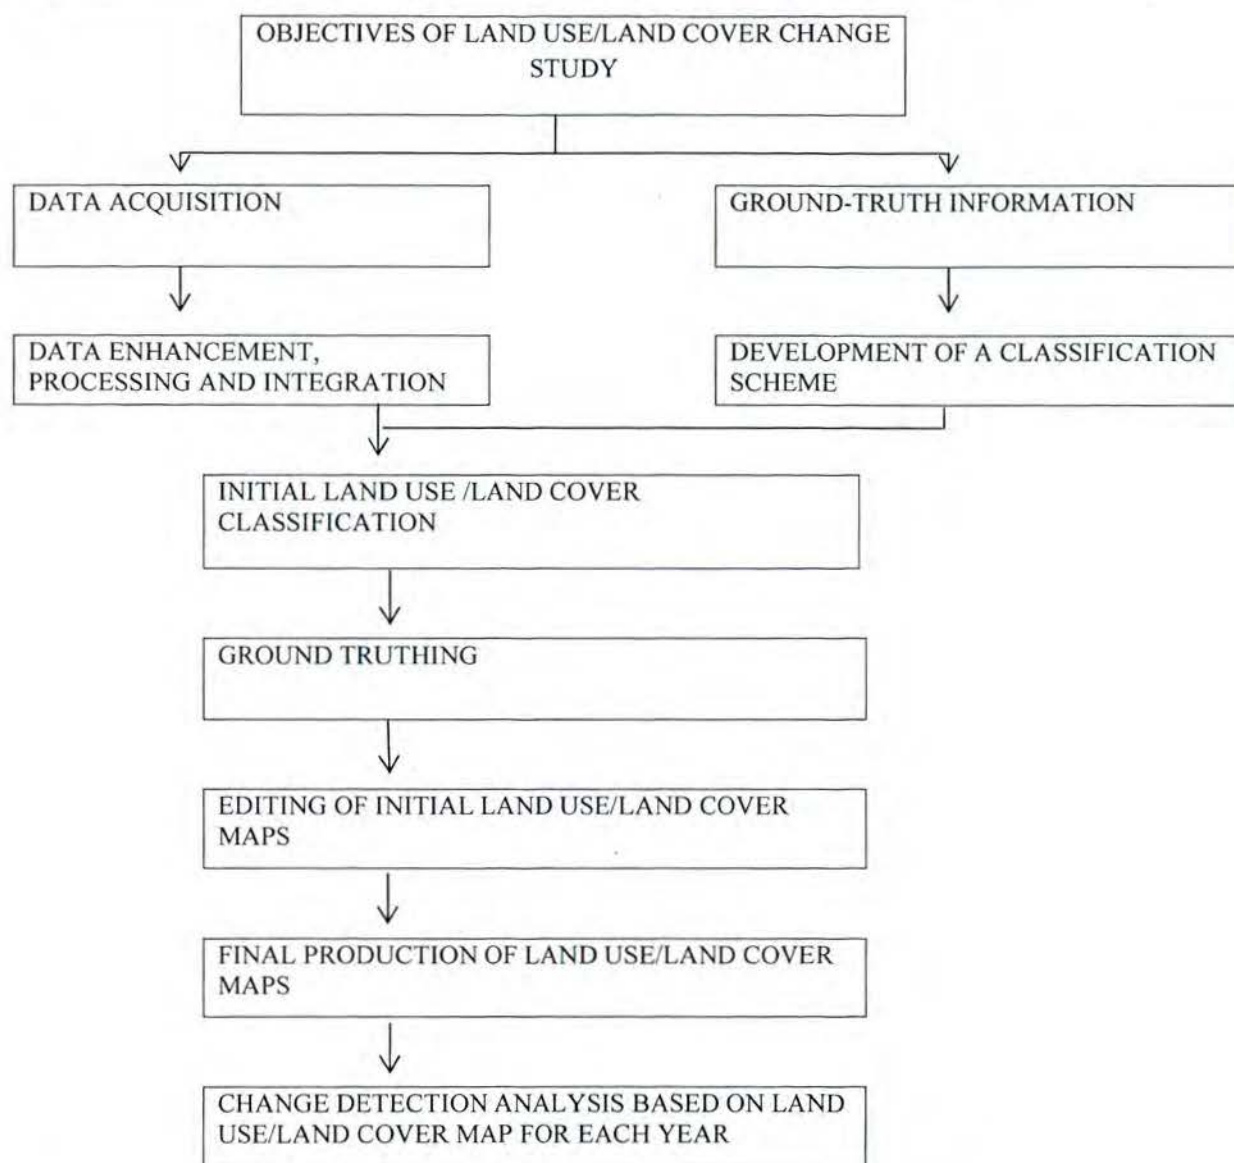 OBJECTIVES OF LAND USE/LAND COVER CHANGE
STUDY
DATA ACQUISITION
GROUND-TRUTH INFORMATION
DATA ENHANCEMENT,
PROCESSING AND INTEGRATION
DEVELOPMENT OF A CLASSIFICATION
SCHEME
INITIAL LAND USE /LAND COVER
CLASSIFICATION
GROUND TRUTHING
EDITING OF INITIAL LAND USE/LAND COVER
MAPS
FINAL PRODUCTION OF LAND USE/LAND COVER
MAPS
CHANGE DETECTION ANALYSIS BASED ON LAND
USE/LAND COVER MAP FOR EACH YEAR